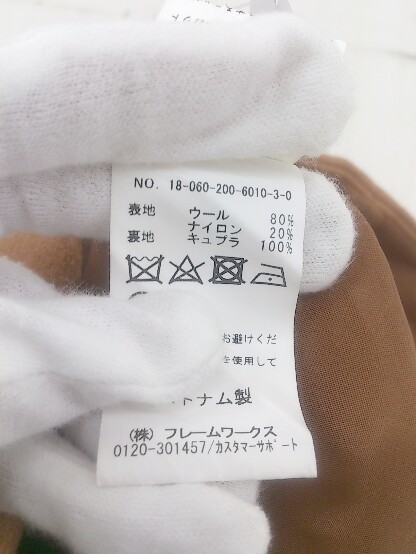 NO. 18-060-200-6010-3-0
表地 ウール 80%
ナイロン 20%
裏地 キュプラ 100%
お避けくだ
を使用して
トナム製
(株) フレームワークス
0120-301457/カスタマーサポート